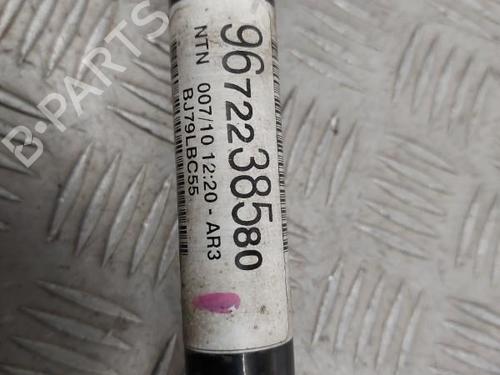 9672238580
NTN 007/10 12:20 - AR3
BJ79LBC55
B-PARTS